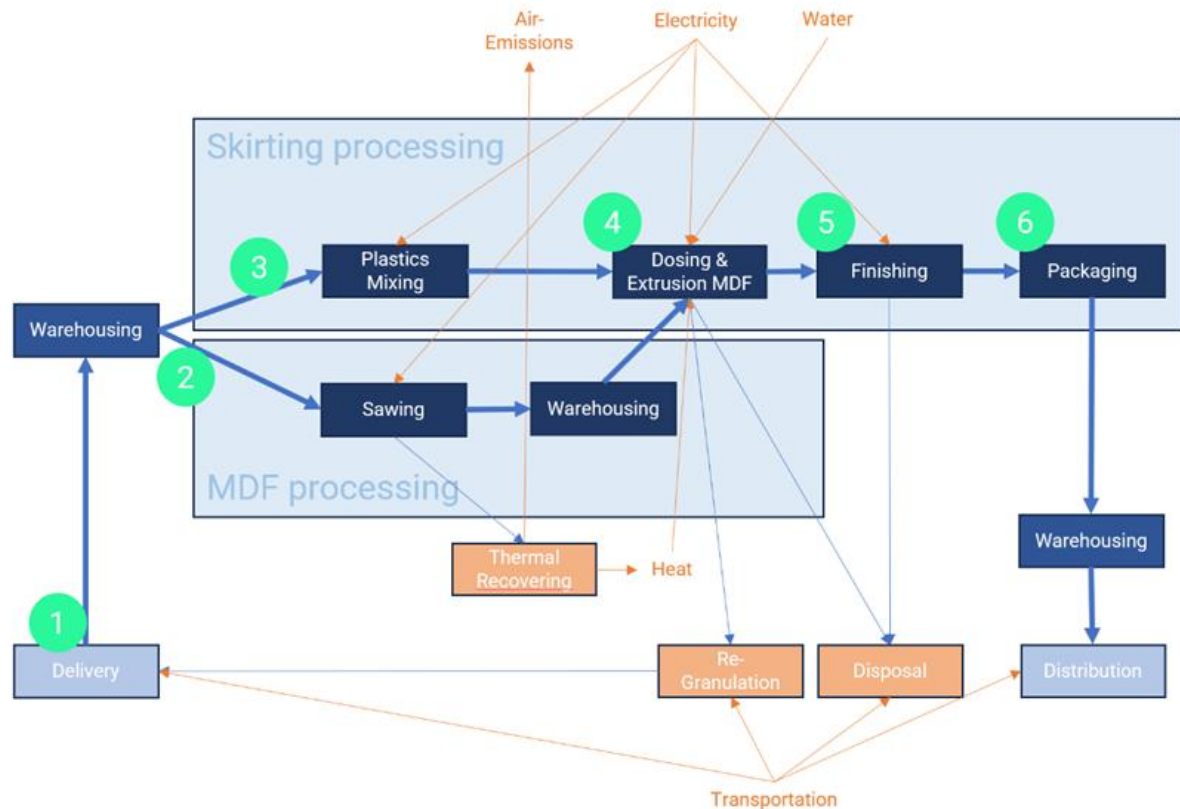 Air-
Emissions
Electricity
Water
Skirting processing
3
Plastics
Mixing
4
Dosing &
Extrusion MDF
5
Finishing
6
Packaging
Warehousing
2
Sawing
Warehousing
MDF processing
Thermal
Recovering
Heat
Warehousing
1
Delivery
Re-
Granulation
Disposal
Distribution
Transportation